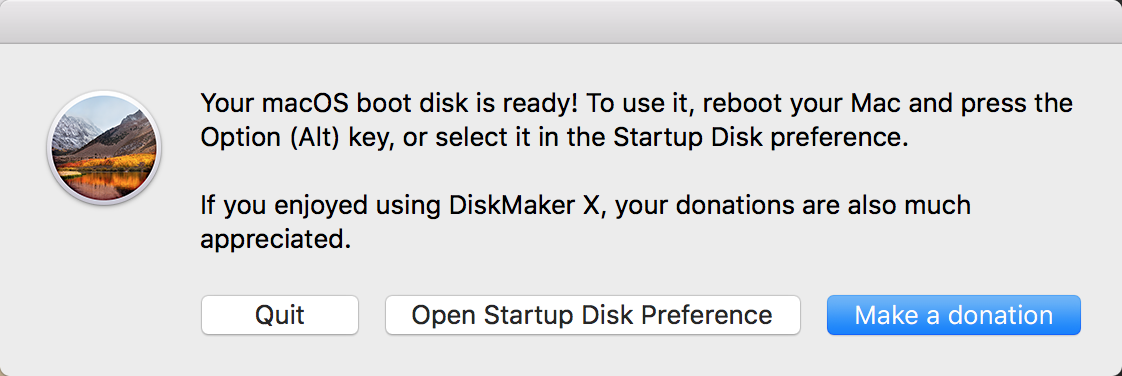 Your macOS boot disk is ready! To use it, reboot your Mac and press the
Option (Alt) key, or select it in the Startup Disk preference.
If you enjoyed using DiskMaker X, your donations are also much
appreciated.
Quit
Open Startup Disk Preference
Make a donation